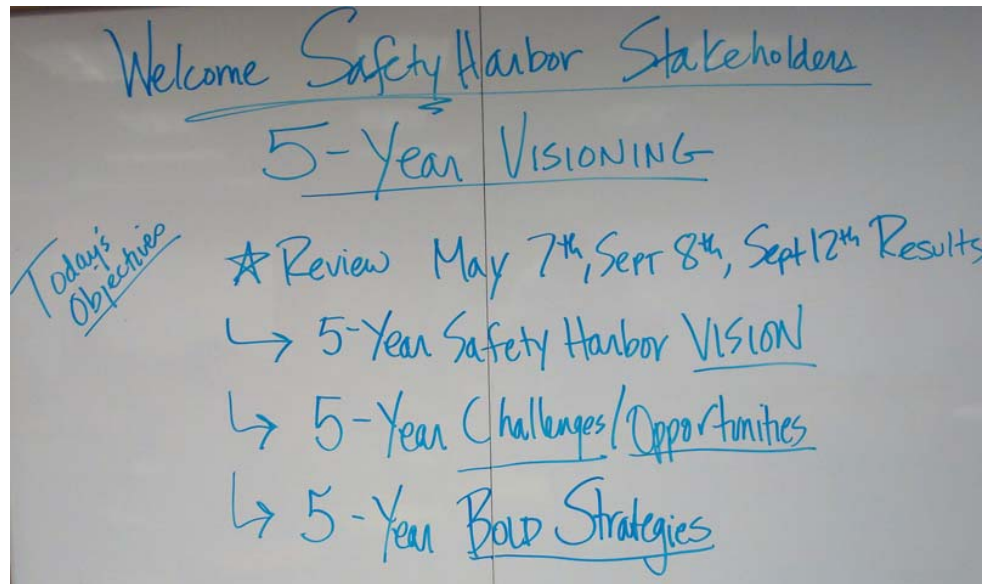 Welcome Safety Harbor Stakeholders
5-Year VISIONING
Today's
Objectives
☆ Review May 7th, Sept 8th, Sept 12th Results
↳ 5-Year Safety Harbor VISION
↳ 5-Year Challenges/Opportunities
↳ 5-Year BOLD Strategies